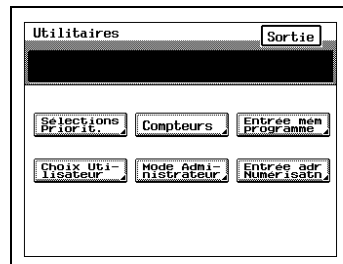 Utilitaires
Sortie
Sélections
Priorit.
Compteurs
Entrée mém
programme
Choix Uti-
lisateur
Mode Admi-
nistrateur
Entrée adr
Numérisatn